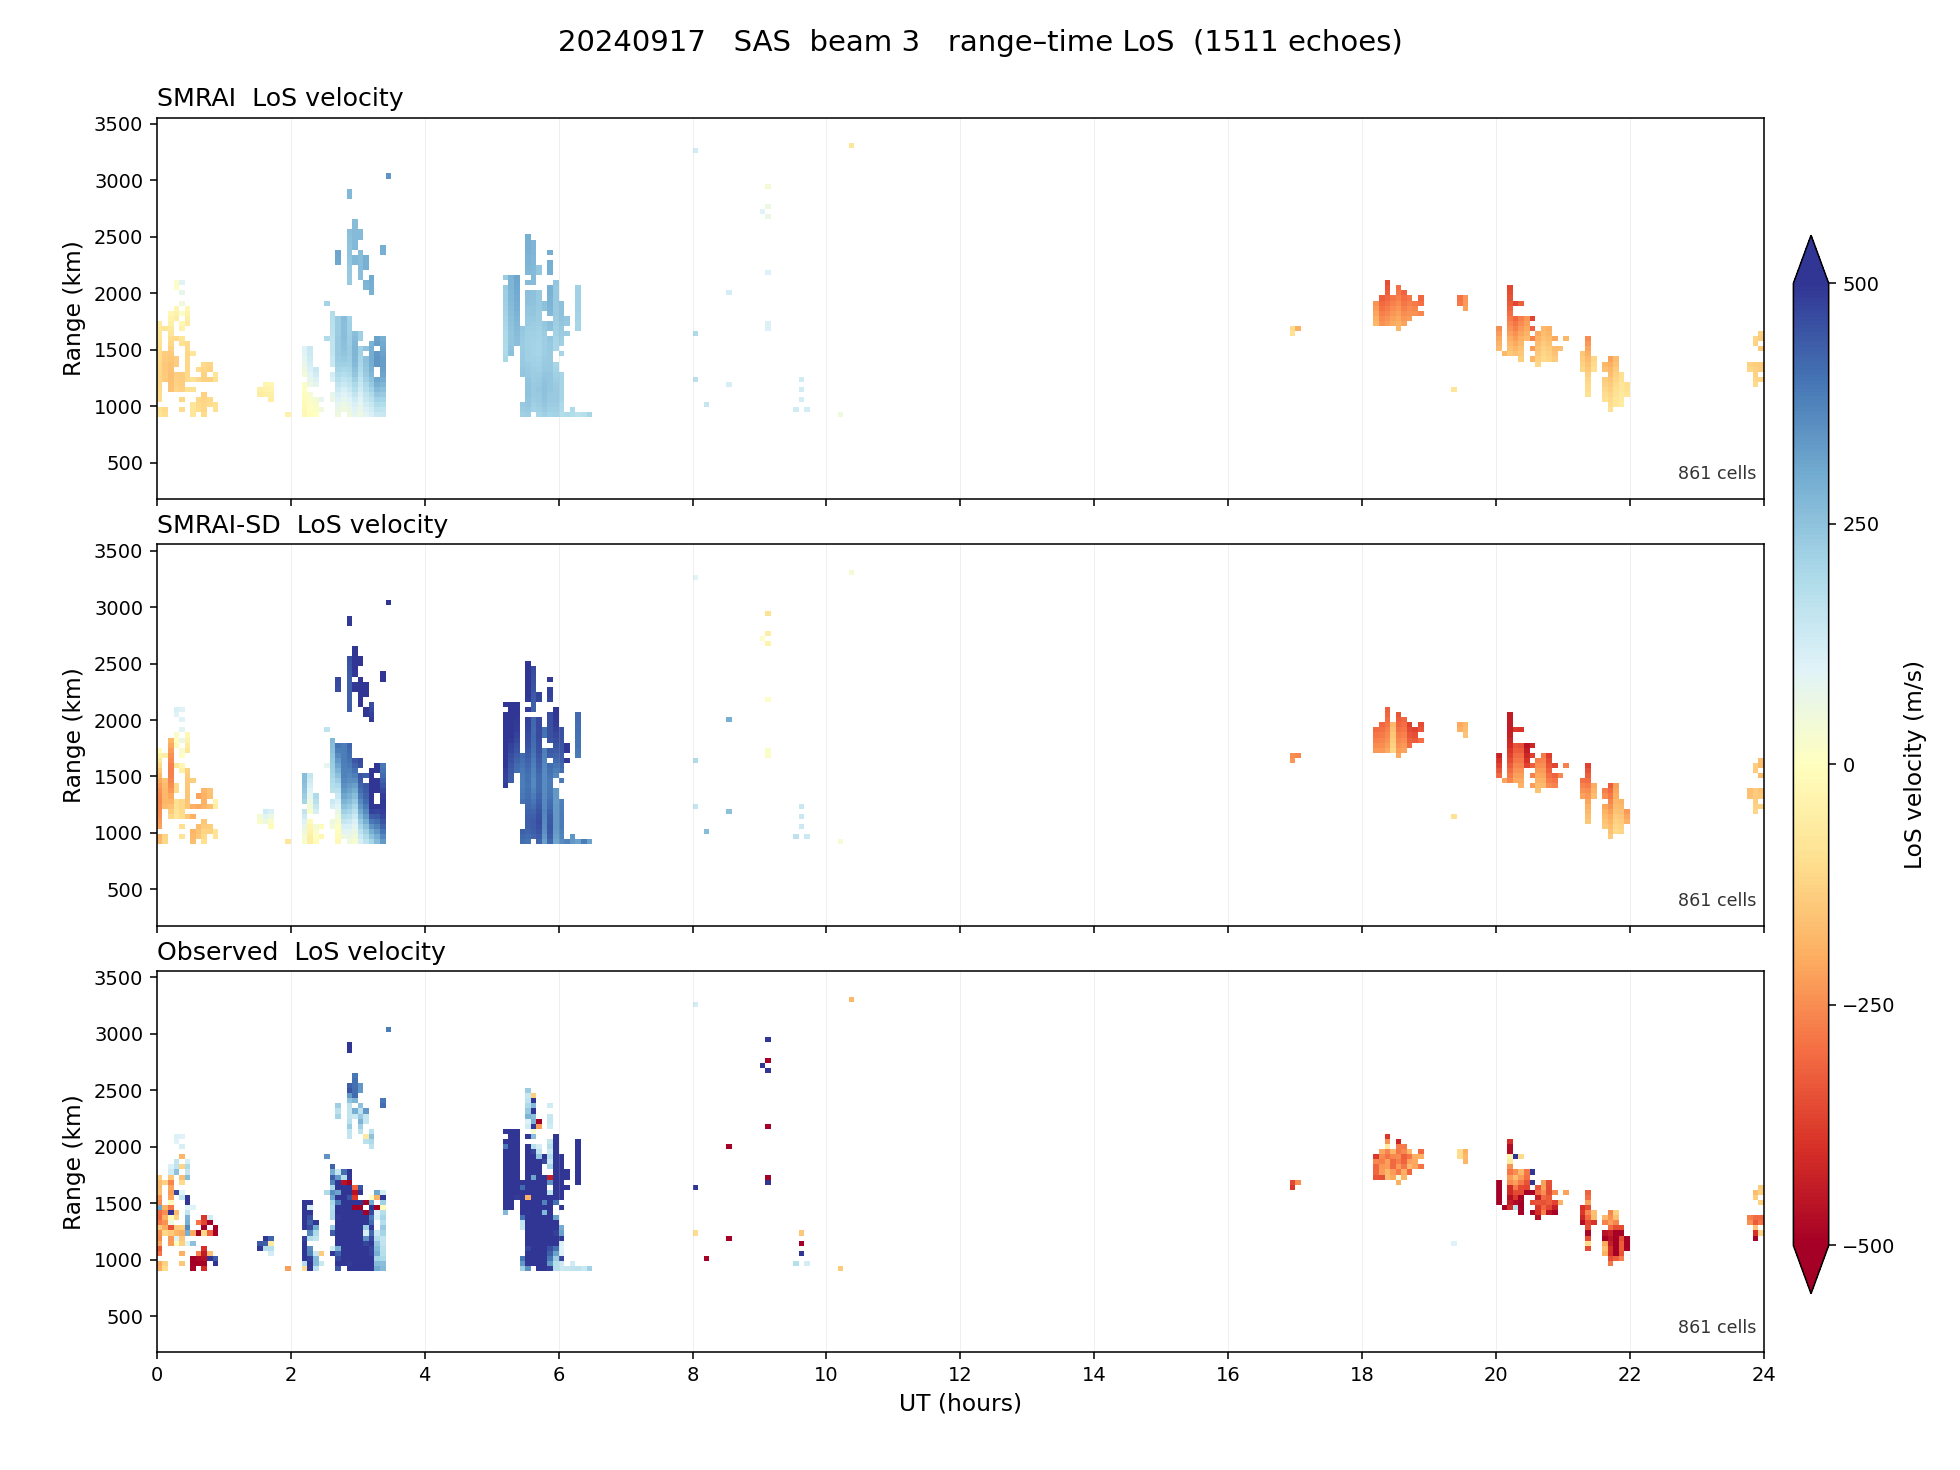 20240917 SAS beam 3 range–time LoS (1511 echoes)
SMRAI LoS velocity
3500
3000
2500
2000
1500
1000
500
Range (km)
861 cells
SMRAI-SD LoS velocity
3500
3000
2500
2000
1500
1000
500
Range (km)
861 cells
Observed LoS velocity
3500
3000
2500
2000
1500
1000
500
Range (km)
861 cells
0 2 4 6 8 10 12 14 16 18 20 22 24
UT (hours)
500
250
0
−250
−500
LoS velocity (m/s)